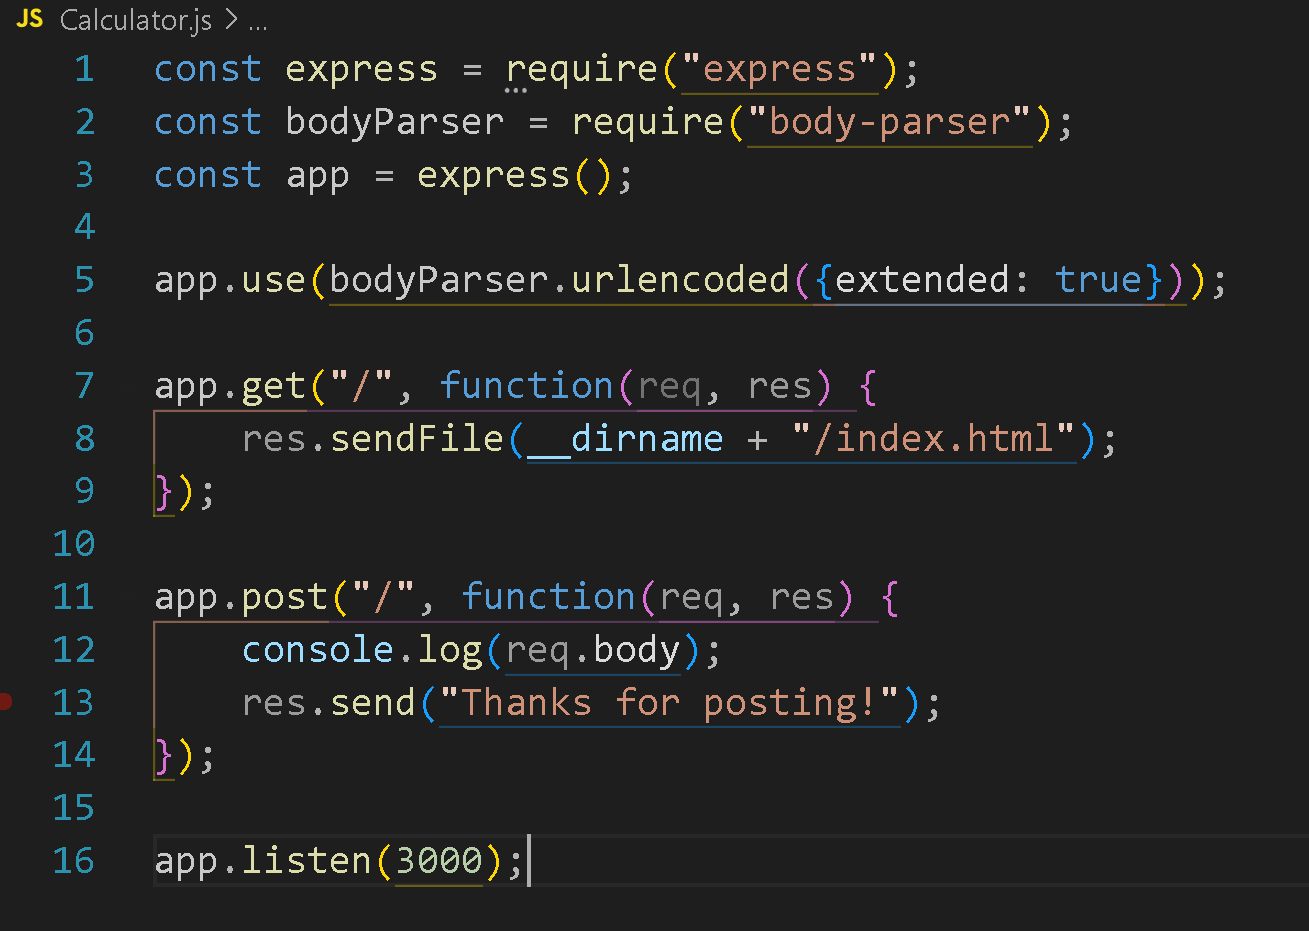 JS Calculator.js > ...
1 const express = require("express");
2 const bodyParser = require("body-parser");
3 const app = express();
4
5 app.use(bodyParser.urlencoded({extended: true}));
6
7 app.get("/", function(req, res) {
8     res.sendFile(__dirname + "/index.html");
9 });
10
11 app.post("/", function(req, res) {
12     console.log(req.body);
13     res.send("Thanks for posting!");
14 });
15
16 app.listen(3000);